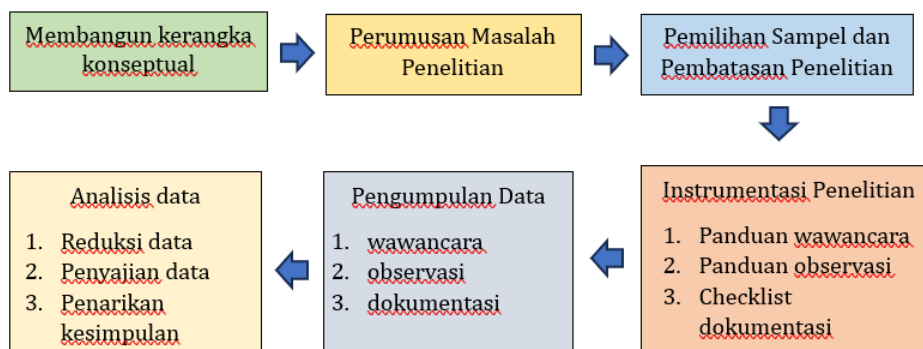 Membangun kerangka
konseptual
Perumusan Masalah
Penelitian
Pemilihan Sampel dan
Pembatasan Penelitian
Instrumentasi Penelitian
1. Panduan wawancara
2. Panduan observasi
3. Checklist
dokumentasi
Pengumpulan Data
1. wawancara
2. observasi
3. dokumentasi
Analisis data
1. Reduksi data
2. Penyajian data
3. Penarikan
kesimpulan